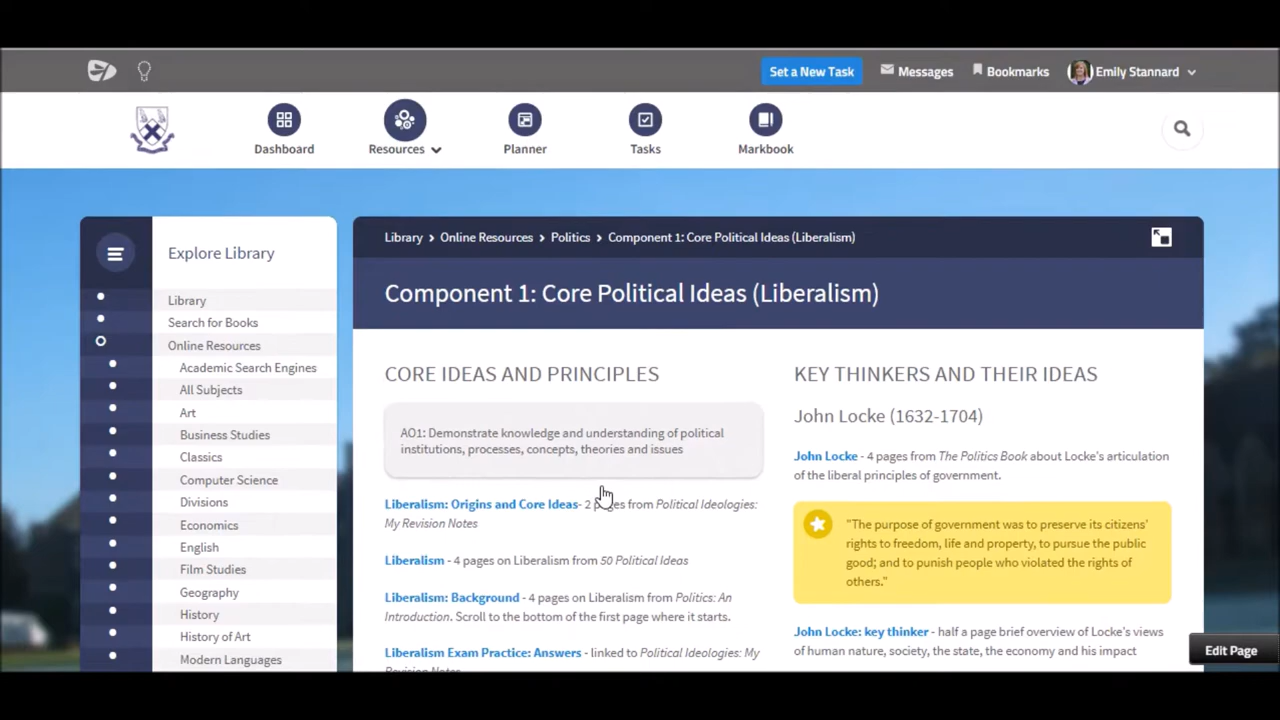 Set a New Task
Messages
Bookmarks
Emily Stannard
Dashboard
Resources
Planner
Tasks
Markbook
Explore Library
Library
Search for Books
Online Resources
Academic Search Engines
All Subjects
Art
Business Studies
Classics
Computer Science
Divisions
Economics
English
Film Studies
Geography
History
History of Art
Modern Languages
Library > Online Resources > Politics > Component 1: Core Political Ideas (Liberalism)
Component 1: Core Political Ideas (Liberalism)
CORE IDEAS AND PRINCIPLES
AO1: Demonstrate knowledge and understanding of political
institutions, processes, concepts, theories and issues
Liberalism: Origins and Core Ideas- 2 pages from Political Ideologies:
My Revision Notes
Liberalism - 4 pages on Liberalism from 50 Political Ideas
Liberalism: Background - 4 pages on Liberalism from Politics: An
Introduction. Scroll to the bottom of the first page where it starts.
Liberalism Exam Practice: Answers - linked to Political Ideologies: My
Revision Notes
KEY THINKERS AND THEIR IDEAS
John Locke (1632-1704)
John Locke - 4 pages from The Politics Book about Locke's articulation
of the liberal principles of government.
"The purpose of government was to preserve its citizens'
rights to freedom, life and property, to pursue the public
good; and to punish people who violated the rights of
others."
John Locke: key thinker - half a page brief overview of Locke's views
of human nature, society, the state, the economy and his impact
Edit Page